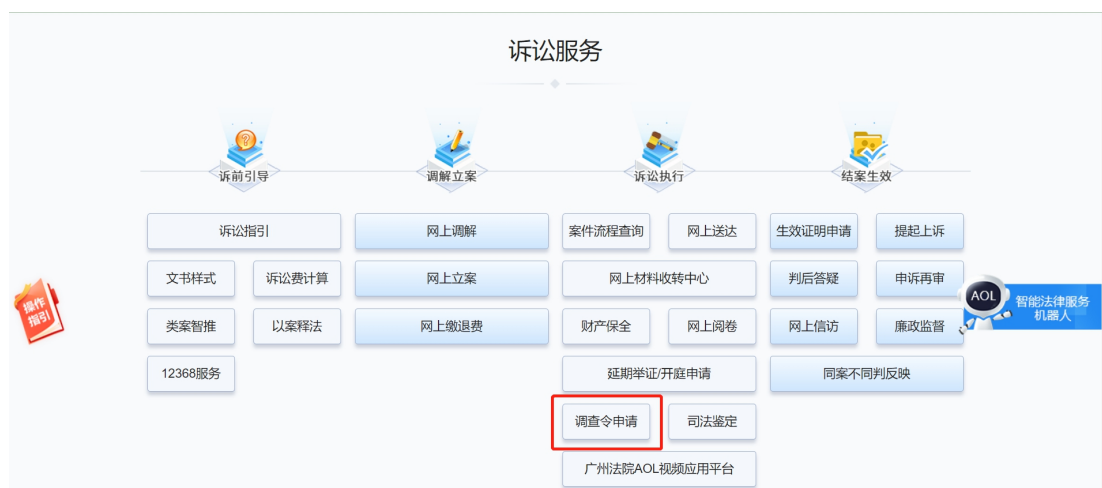 诉讼服务
诉前引导
调解立案
诉讼执行
结案生效
诉讼指引
网上调解
案件流程查询
网上送达
生效证明申请
提起上诉
文书样式
诉讼费计算
网上立案
网上材料收转中心
判后答疑
申诉再审
类案智推
以案释法
网上缴退费
财产保全
网上阅卷
网上信访
廉政监督
12368服务
延期举证/开庭申请
同案不同判反映
调查令申请
司法鉴定
广州法院AOL视频应用平台
操作
指引
AOL
智能法律服务
机器人